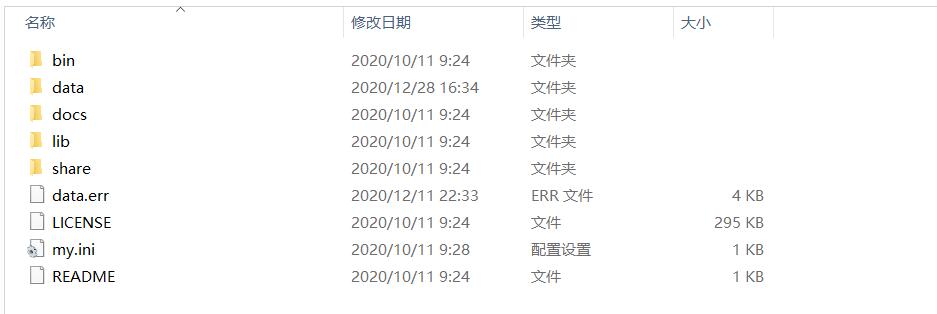 名称 修改日期 类型 大小
bin 2020/10/11 9:24 文件夹
data 2020/12/28 16:34 文件夹
docs 2020/10/11 9:24 文件夹
lib 2020/10/11 9:24 文件夹
share 2020/10/11 9:24 文件夹
data.err 2020/12/11 22:33 ERR 文件 4 KB
LICENSE 2020/10/11 9:24 文件 295 KB
my.ini 2020/10/11 9:28 配置设置 1 KB
README 2020/10/11 9:24 文件 1 KB